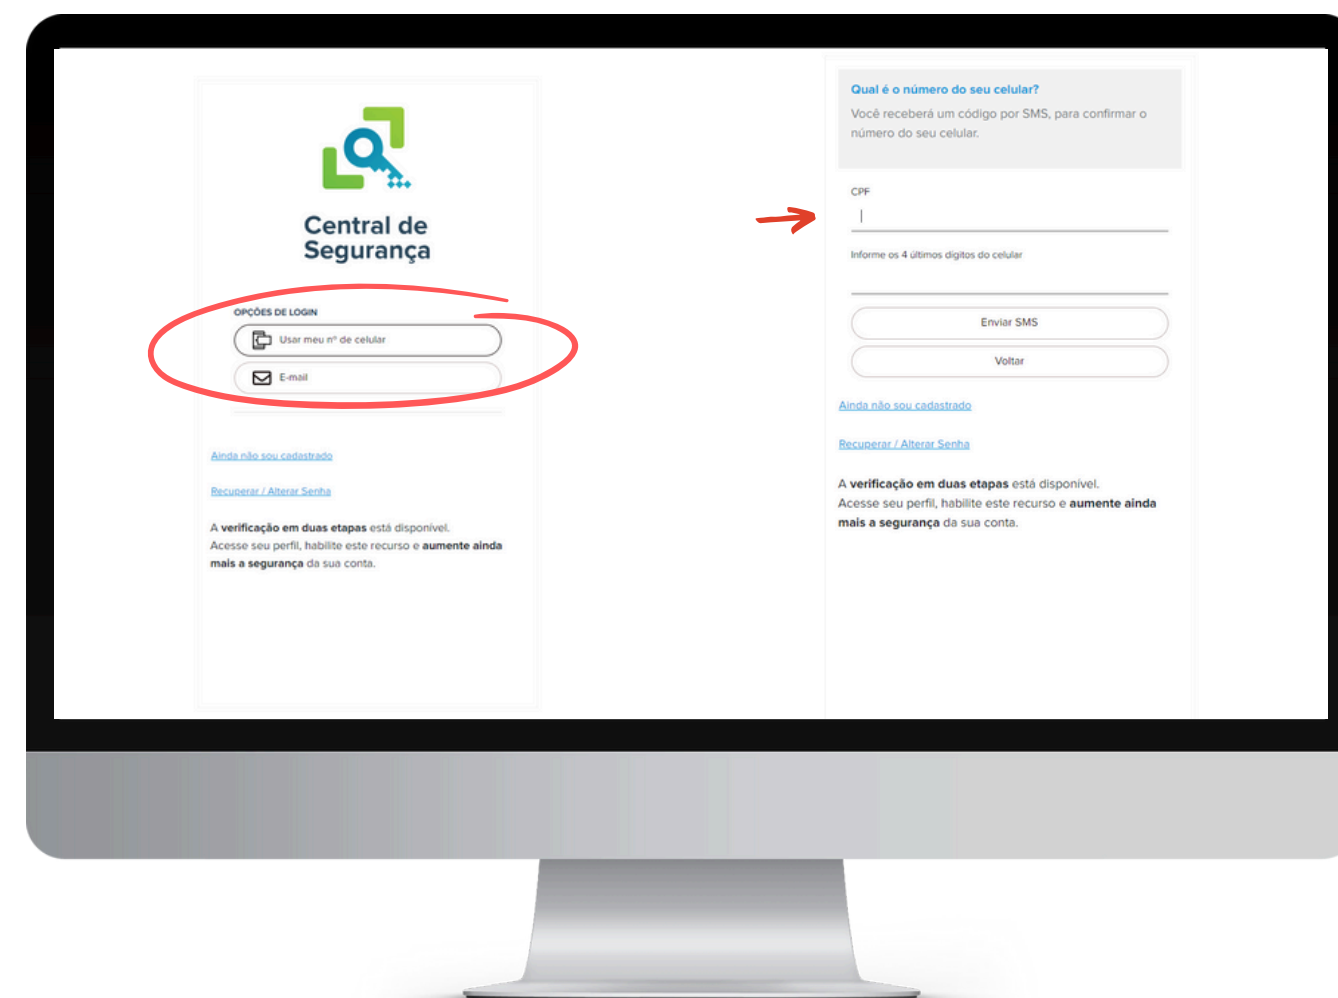 Central de
Segurança
OPÇÕES DE LOGIN
Usar meu nº de celular
E-mail
Ainda não sou cadastrado
Recuperar / Alterar Senha
A verificação em duas etapas está disponível.
Acesse seu perfil, habilite este recurso e aumente ainda
mais a segurança da sua conta.
Qual é o número do seu celular?
Você receberá um código por SMS, para confirmar o
número do seu celular.
CPF
Informe os 4 últimos dígitos do celular
Enviar SMS
Voltar
Ainda não sou cadastrado
Recuperar / Alterar Senha
A verificação em duas etapas está disponível.
Acesse seu perfil, habilite este recurso e aumente ainda
mais a segurança da sua conta.